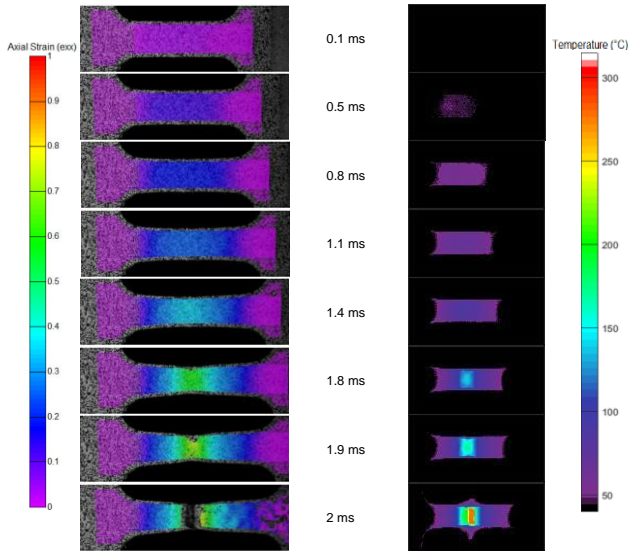 Axial Strain (exx)
1
0.9
0.8
0.7
0.6
0.5
0.4
0.3
0.2
0.1
0
0.1 ms
0.5 ms
0.8 ms
1.1 ms
1.4 ms
1.8 ms
1.9 ms
2 ms
Temperature (°C)
300
250
200
150
100
50